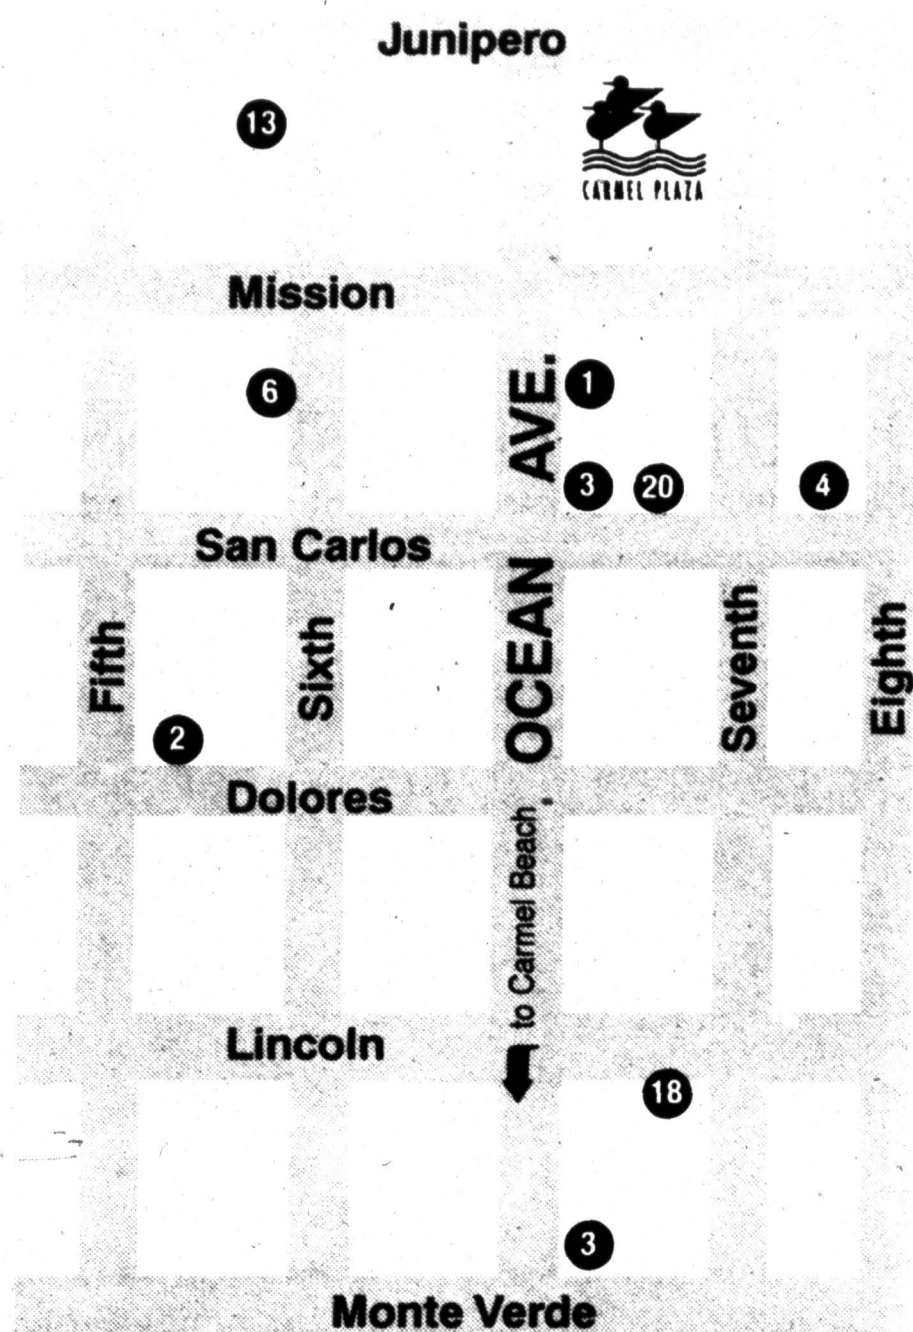 Junipero
13
CARMEL PLAZA
Mission
6
1
3
20
4
OCEAN AVE.
San Carlos
Fifth
Sixth
Seventh
Eighth
2
Dolores
to Carmel Beach
Lincoln
18
3
Monte Verde